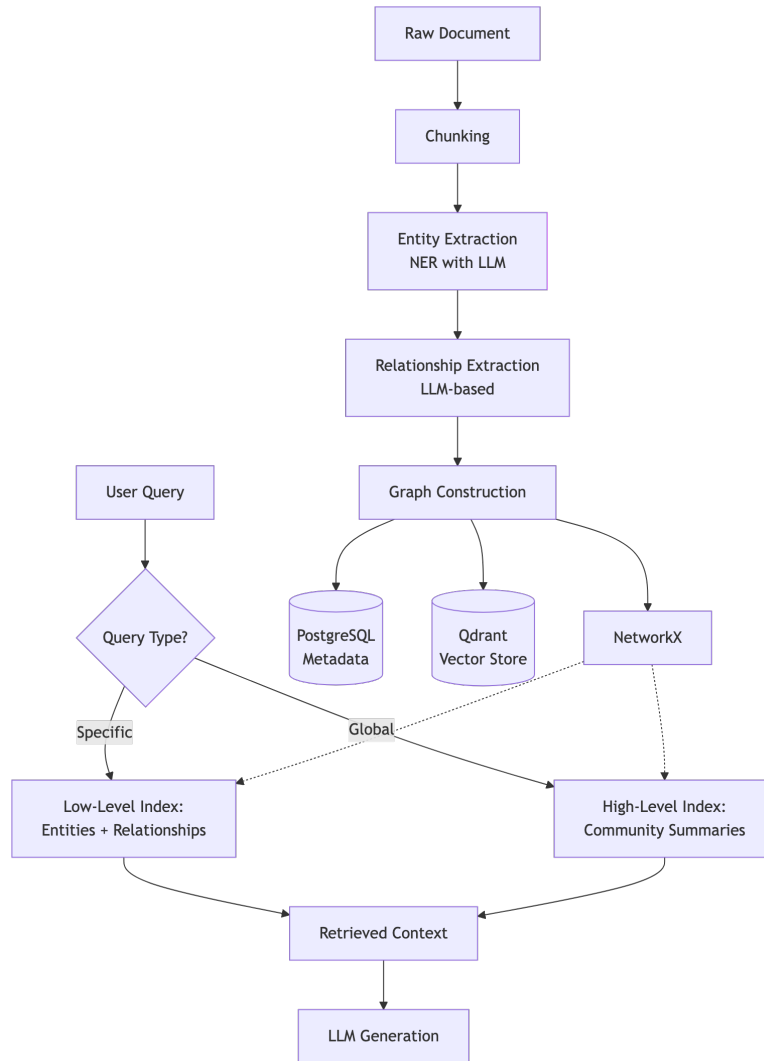 Raw Document
Chunking
Entity Extraction
NER with LLM
Relationship Extraction
LLM-based
User Query
Graph Construction
Query Type?
PostgreSQL
Metadata
Qdrant
Vector Store
NetworkX
Specific
Global
Low-Level Index:
Entities + Relationships
High-Level Index:
Community Summaries
Retrieved Context
LLM Generation